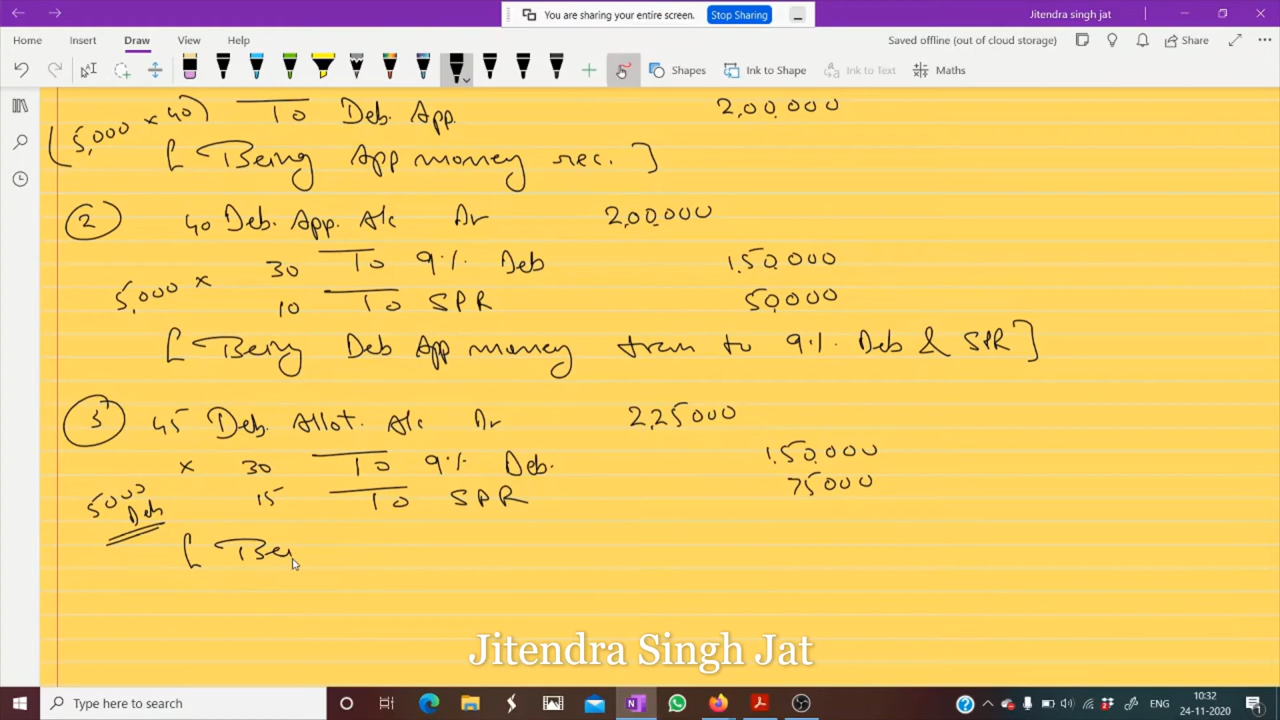 You are sharing your entire screen. Stop Sharing
Jitendra singh jat
Home Insert Draw View Help
Saved offline (out of cloud storage)
Share
Shapes
Ink to Shape
Ink to Text
Maths
(5,000 x 40) To Deb. App. 2,00,000
[ Being App money rec. ]
2 40 Deb. App. A/c Dr 2,00,000
5,000 x 30 To 9% Deb 1,50,000
10 To SPR 50,000
[ Being Deb App money tran to 9% Deb & SPR ]
3 45 Deb. Allot. A/c Dr 2,25000
x 30 To 9% Deb. 1,50,000
5000 Deb 15 To SPR 75000
[ Bei
Jitendra Singh Jat
Type here to search
ENG
10:32
24-11-2020